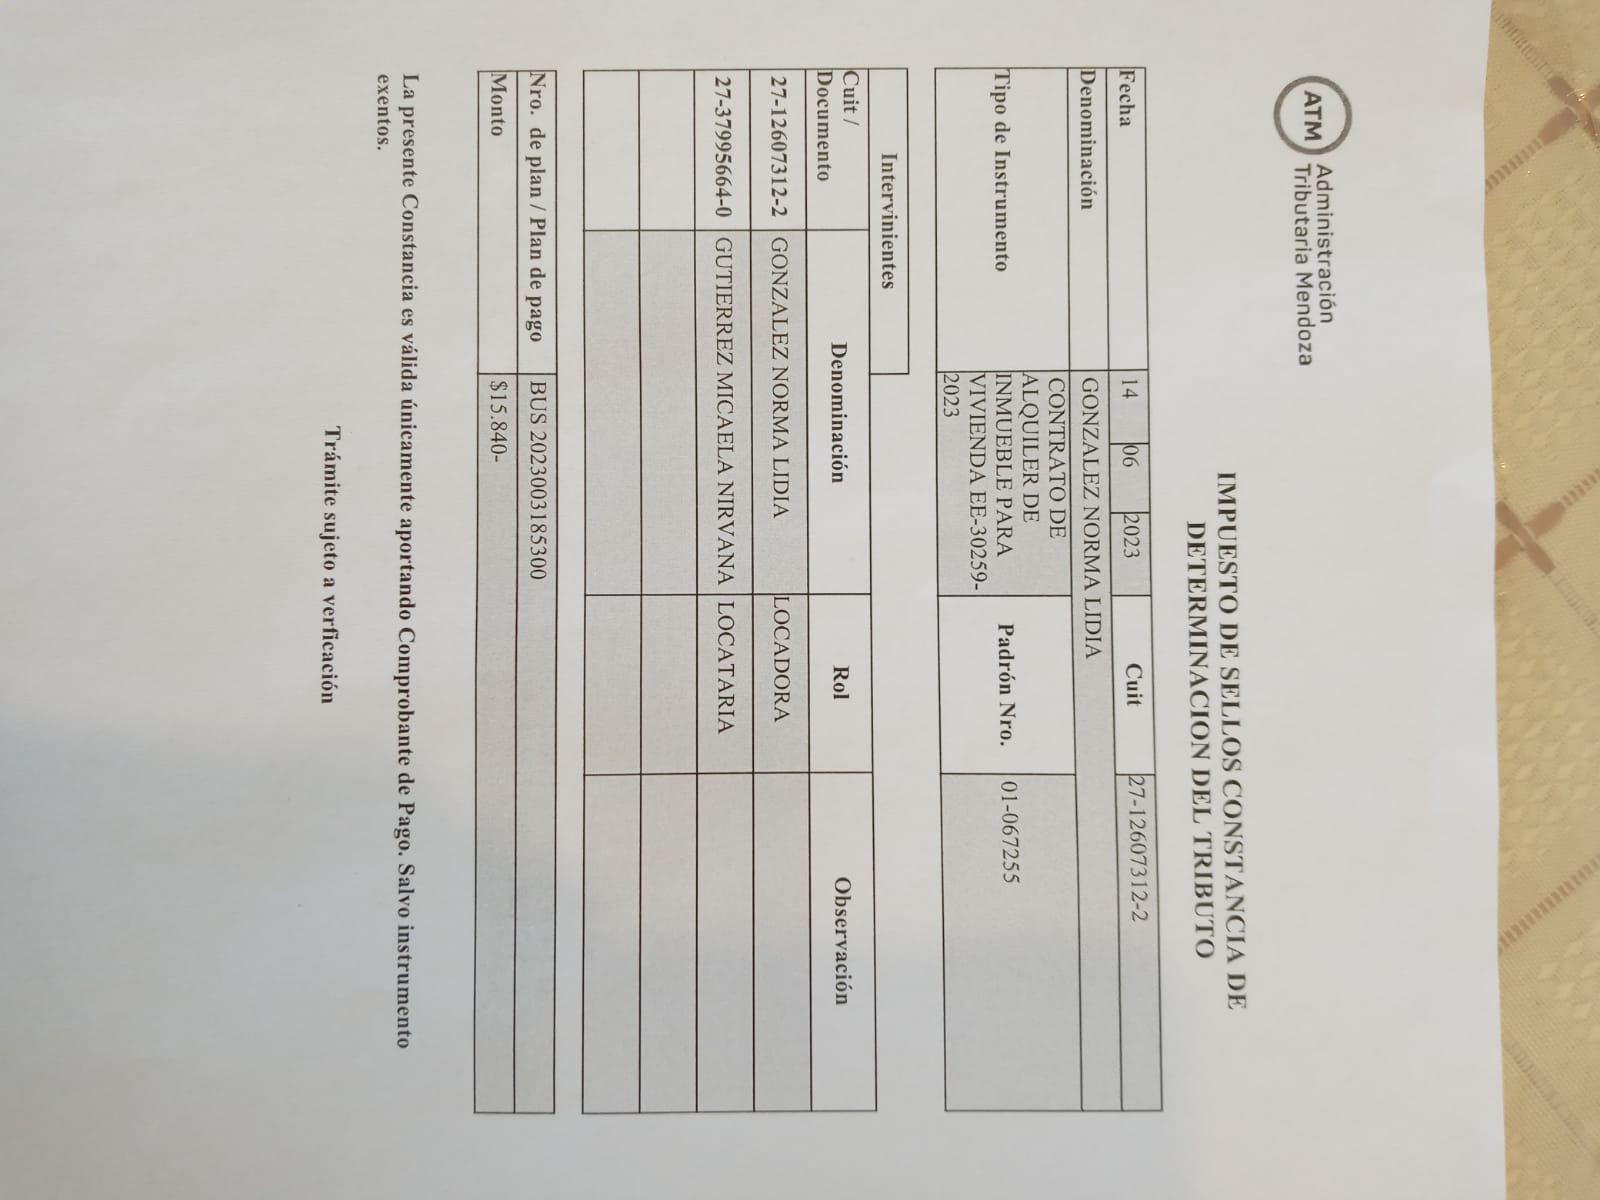 ATM
Administración
Tributaria Mendoza
IMPUESTO DE SELLOS CONSTANCIA DE
DETERMINACION DEL TRIBUTO
Fecha 14 06 2023 Cuit 27-12607312-2
Denominación GONZALEZ NORMA LIDIA
Tipo de Instrumento
CONTRATO DE
ALQUILER DE
INMUEBLE PARA
VIVIENDA EE-30259-
2023
Padrón Nro. 01-067255
Intervinientes
Cuit /
Documento
Denominación Rol Observación
27-12607312-2 GONZALEZ NORMA LIDIA LOCADORA
27-37995664-0 GUTIERREZ MICAELA NIRVANA LOCATARIA
Nro. de plan / Plan de pago BUS 2023003185300
Monto $15.840-
La presente Constancia es válida únicamente aportando Comprobante de Pago. Salvo instrumento
exentos.
Trámite sujeto a verficación